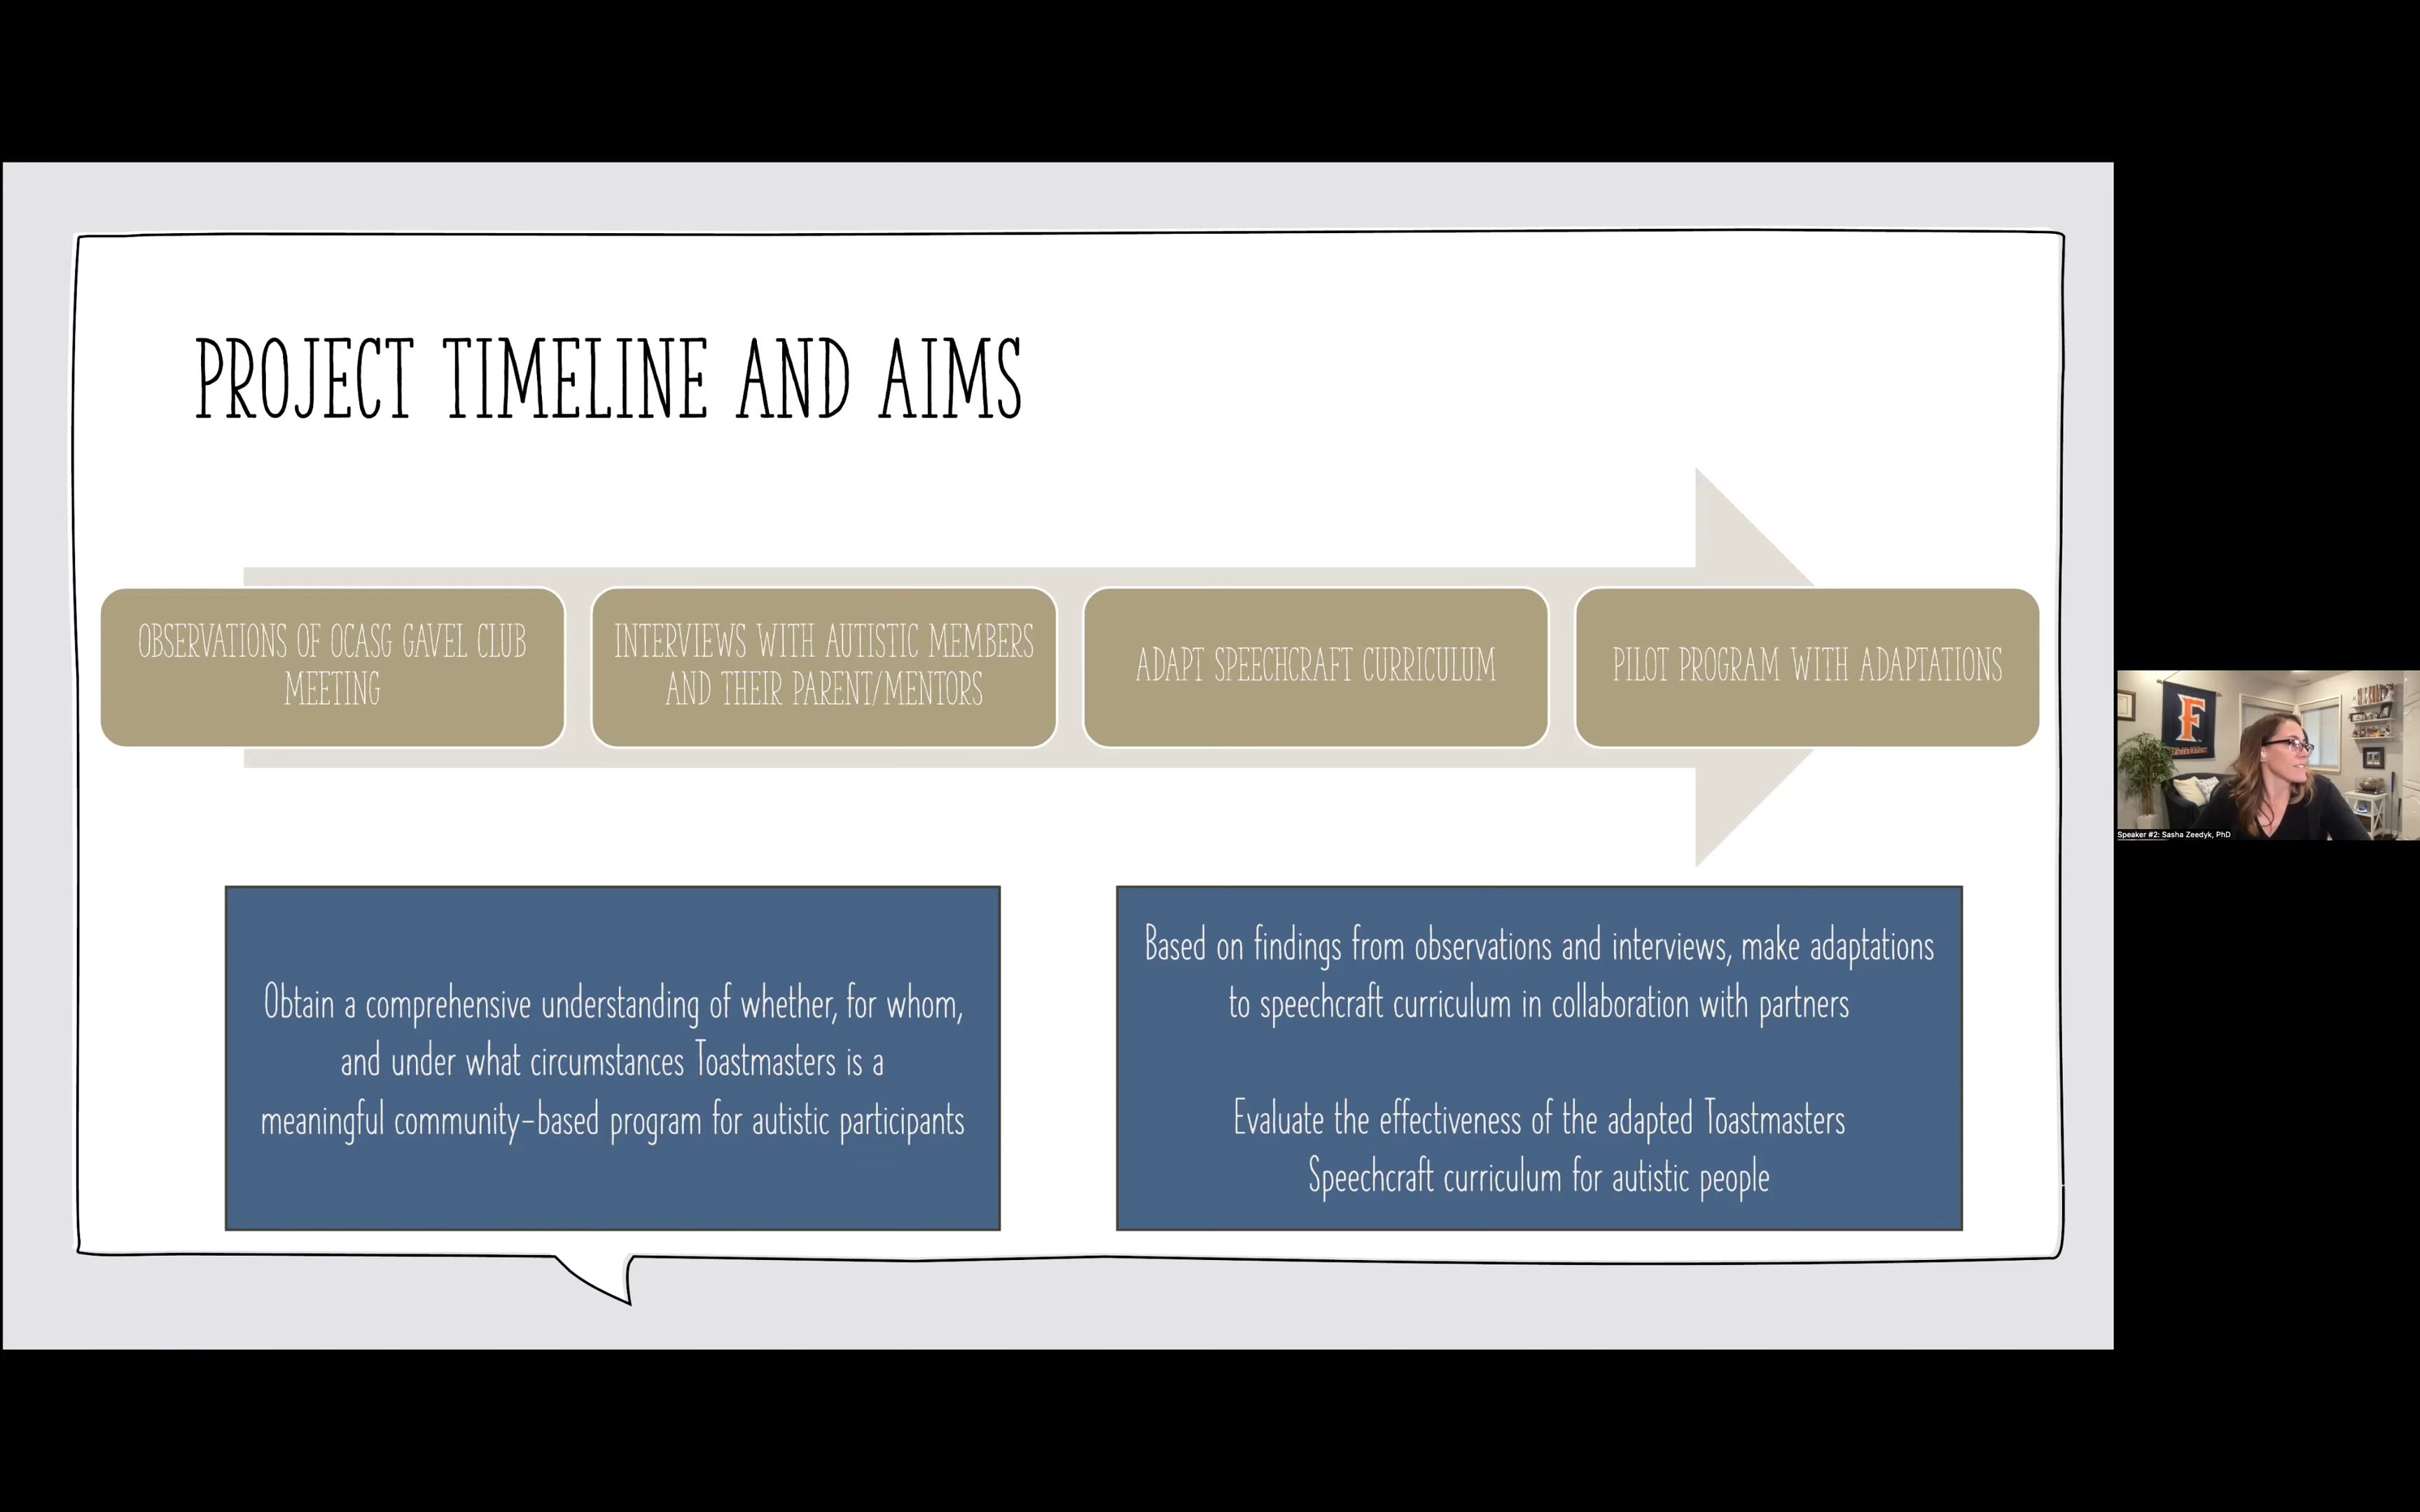 PROJECT TIMELINE AND AIMS
OBSERVATIONS OF OCASG GAVEL CLUB
MEETING
INTERVIEWS WITH AUTISTIC MEMBERS
AND THEIR PARENT/MENTORS
ADAPT SPEECHCRAFT CURRICULUM
PILOT PROGRAM WITH ADAPTATIONS
Obtain a comprehensive understanding of whether, for whom,
and under what circumstances Toastmasters is a
meaningful community-based program for autistic participants
Based on findings from observations and interviews, make adaptations
to speechcraft curriculum in collaboration with partners
Evaluate the effectiveness of the adapted Toastmasters
Speechcraft curriculum for autistic people
F
Speaker #2: Sasha Zeedyk, PhD